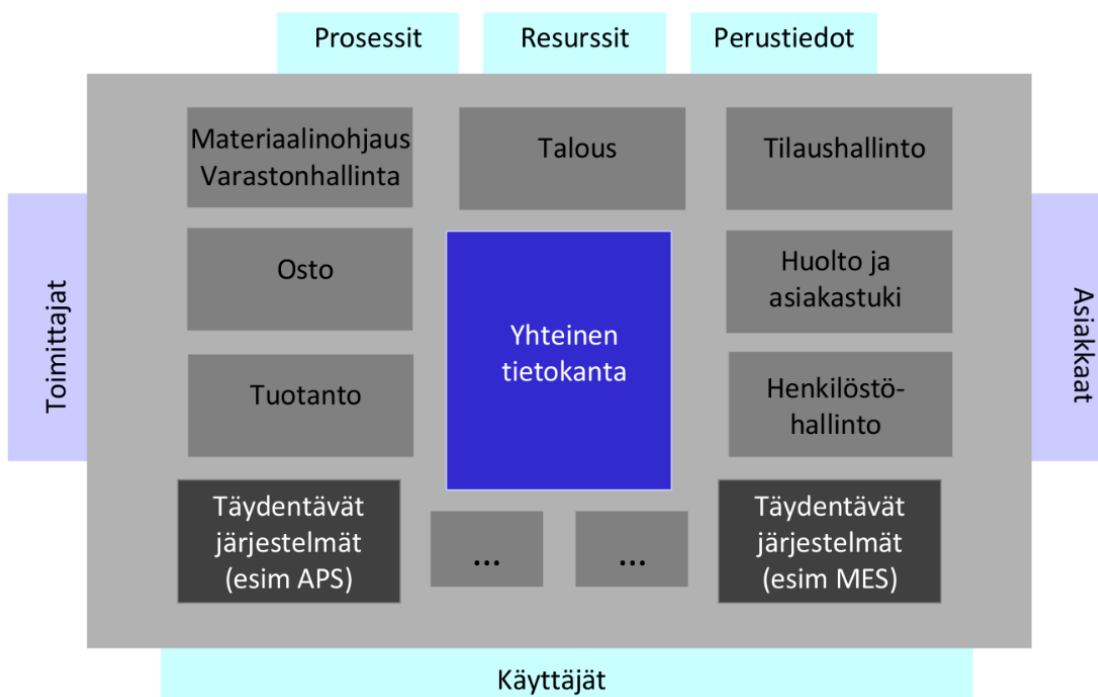 Prosessit
Resurssit
Perustiedot
Materiaalinohjaus
Varastonhallinta
Talous
Tilaushallinto
Toimittajat
Osto
Yhteinen
tietokanta
Huolto ja
asiakastuki
Asiakkaat
Tuotanto
Henkilöstö-
hallinto
Täydentävät
järjestelmät
(esim APS)
...
...
Täydentävät
järjestelmät
(esim MES)
Käyttäjät